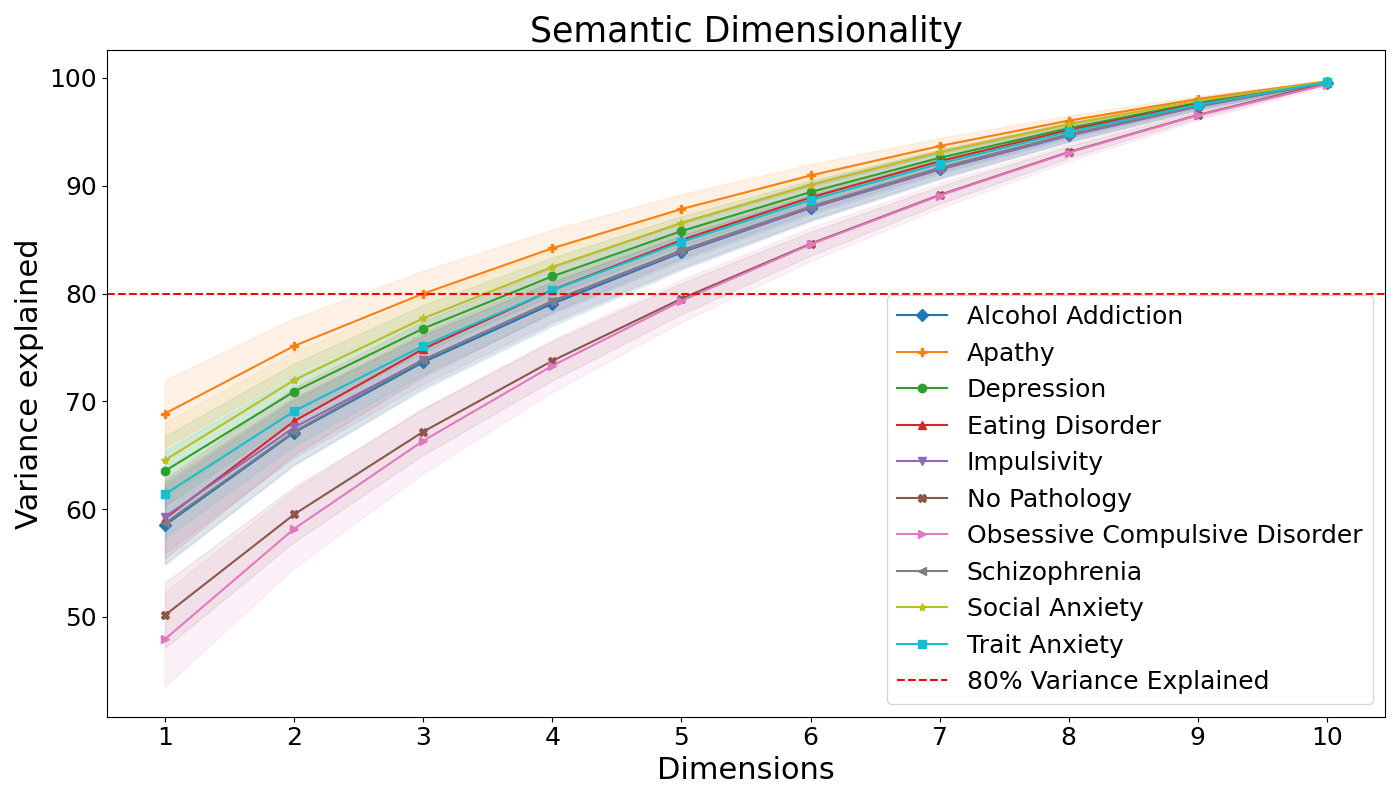 Semantic Dimensionality
Variance explained
100
90
80
70
60
50
Alcohol Addiction
Apathy
Depression
Eating Disorder
Impulsivity
No Pathology
Obsessive Compulsive Disorder
Schizophrenia
Social Anxiety
Trait Anxiety
80% Variance Explained
1 2 3 4 5 6 7 8 9 10
Dimensions